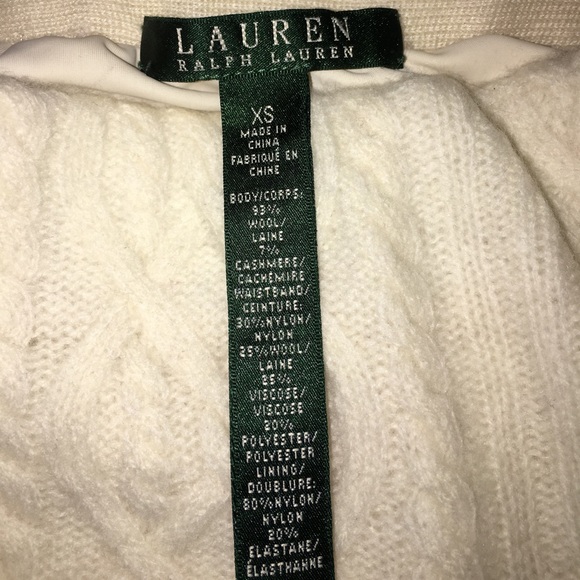 LAUREN
RALPH LAUREN
XS
MADE IN
CHINA
FABRIQUÉ EN
CHINE
BODY/CORPS:
93%
WOOL/
LAINE
7%
CASHMERE/
CACHEMIRE
WAISTBAND/
CEINTURE:
30%NYLON/
NYLON
25%WOOL/
LAINE
25%
VISCOSE/
VISCOSE
20%
POLYESTER/
POLYESTER
LINING/
DOUBLURE:
80%NYLON/
NYLON
20%
ELASTANE/
ÉLASTHANNE